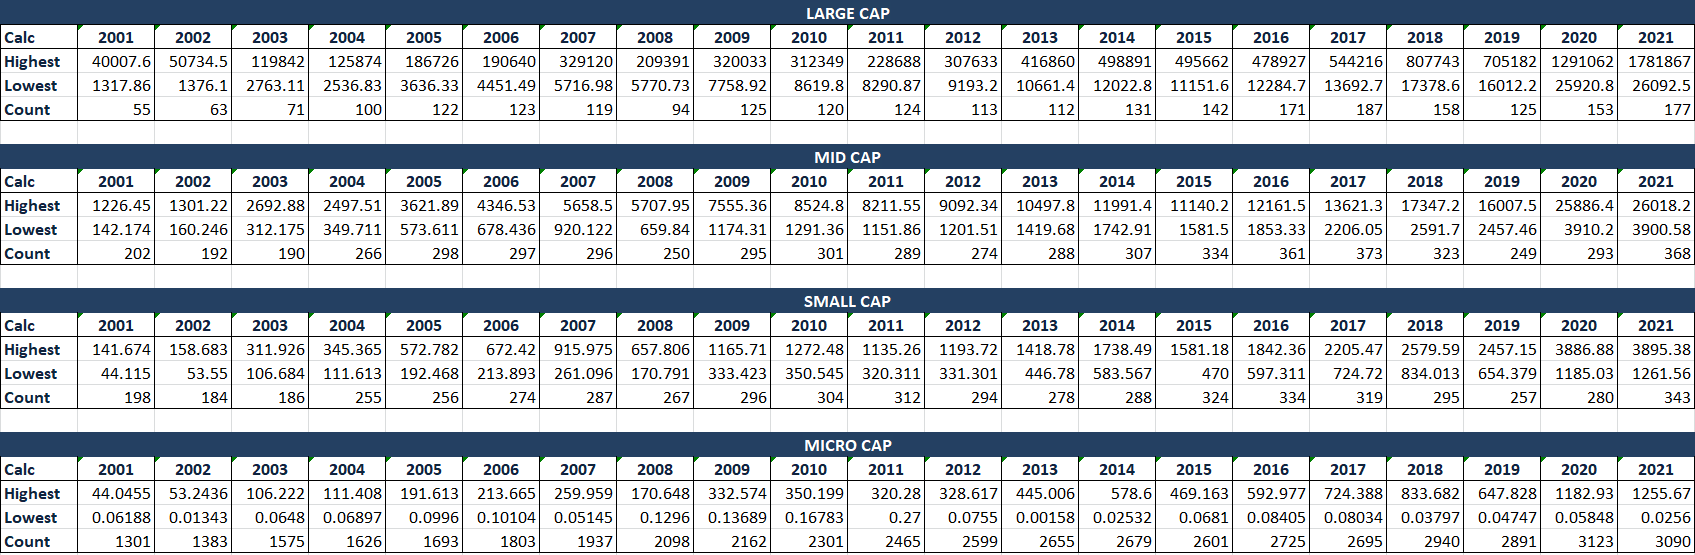 LARGE CAP
Calc 2001 2002 2003 2004 2005 2006 2007 2008 2009 2010 2011 2012 2013 2014 2015 2016 2017 2018 2019 2020 2021
Highest 40007.6 50734.5 119842 125874 186726 190640 329120 209391 320033 312349 228688 307633 416860 498891 495662 478927 544216 807743 705182 1291062 1781867
Lowest 1317.86 1376.1 2763.11 2536.83 3636.33 4451.49 5716.98 5770.73 7758.92 8619.8 8290.87 9193.2 10661.4 12022.8 11151.6 12284.7 13692.7 17378.6 16012.2 25920.8 26092.5
Count 55 63 71 100 122 123 119 94 125 120 124 113 112 131 142 171 187 158 125 153 177
MID CAP
Calc 2001 2002 2003 2004 2005 2006 2007 2008 2009 2010 2011 2012 2013 2014 2015 2016 2017 2018 2019 2020 2021
Highest 1226.45 1301.22 2692.88 2497.51 3621.89 4346.53 5658.5 5707.95 7555.36 8524.8 8211.55 9092.34 10497.8 11991.4 11140.2 12161.5 13621.3 17347.2 16007.5 25886.4 26018.2
Lowest 142.174 160.246 312.175 349.711 573.611 678.436 920.122 659.84 1174.31 1291.36 1151.86 1201.51 1419.68 1742.91 1581.5 1853.33 2206.05 2591.7 2457.46 3910.2 3900.58
Count 202 192 190 266 298 297 296 250 295 301 289 274 288 307 334 361 373 323 249 293 368
SMALL CAP
Calc 2001 2002 2003 2004 2005 2006 2007 2008 2009 2010 2011 2012 2013 2014 2015 2016 2017 2018 2019 2020 2021
Highest 141.674 158.683 311.926 345.365 572.782 672.42 915.975 657.806 1165.71 1272.48 1135.26 1193.72 1418.78 1738.49 1581.18 1842.36 2205.47 2579.59 2457.15 3886.88 3895.38
Lowest 44.115 53.55 106.684 111.613 192.468 213.893 261.096 170.791 333.423 350.545 320.311 331.301 446.78 583.567 470 597.311 724.72 834.013 654.379 1185.03 1261.56
Count 198 184 186 255 256 274 287 267 296 304 312 294 278 288 324 334 319 295 257 280 343
MICRO CAP
Calc 2001 2002 2003 2004 2005 2006 2007 2008 2009 2010 2011 2012 2013 2014 2015 2016 2017 2018 2019 2020 2021
Highest 44.0455 53.2436 106.222 111.408 191.613 213.665 259.959 170.648 332.574 350.199 320.28 328.617 445.006 578.6 469.163 592.977 724.388 833.682 647.828 1182.93 1255.67
Lowest 0.06188 0.01343 0.0648 0.06897 0.0996 0.10104 0.05145 0.1296 0.13689 0.16783 0.27 0.0755 0.00158 0.02532 0.0681 0.08405 0.08034 0.03797 0.04747 0.05848 0.0256
Count 1301 1383 1575 1626 1693 1803 1937 2098 2162 2301 2465 2599 2655 2679 2601 2725 2695 2940 2891 3123 3090